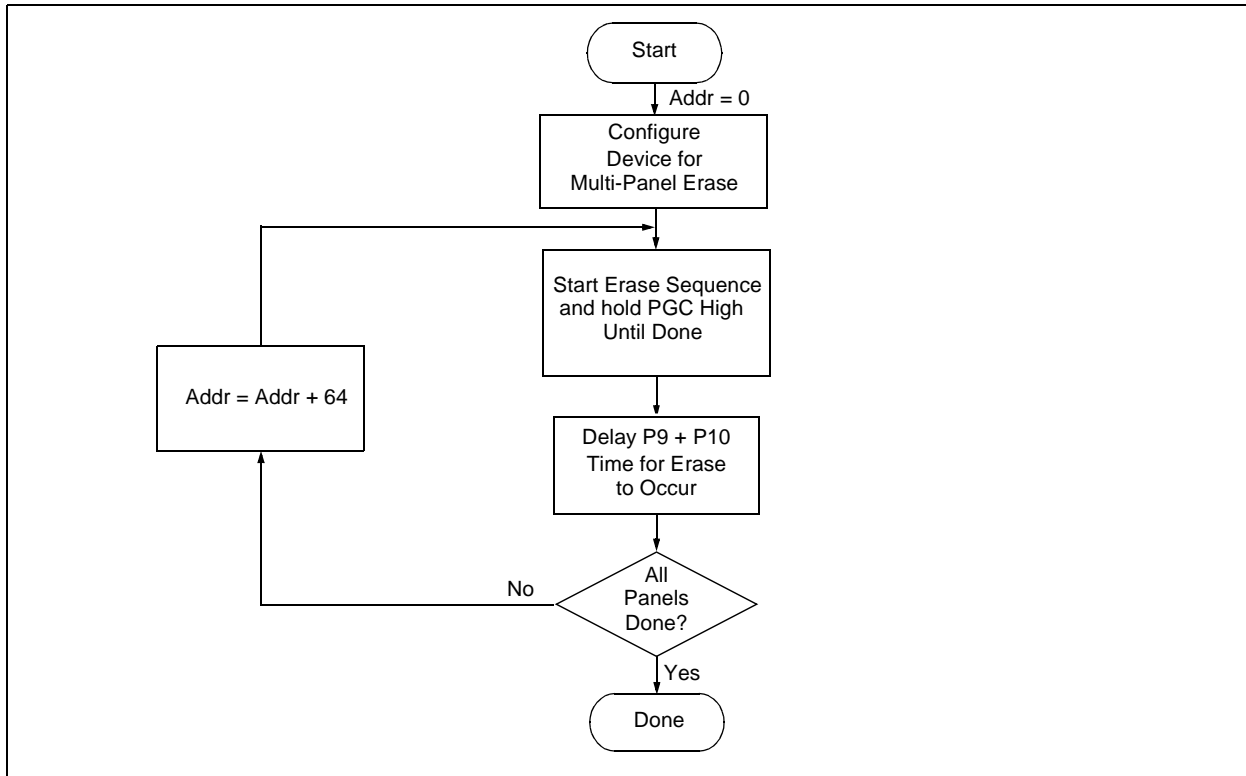 Start
Addr = 0
Configure
Device for
Multi-Panel Erase
Start Erase Sequence
and hold PGC High
Until Done
Addr = Addr + 64
Delay P9 + P10
Time for Erase
to Occur
No
All
Panels
Done?
Yes
Done